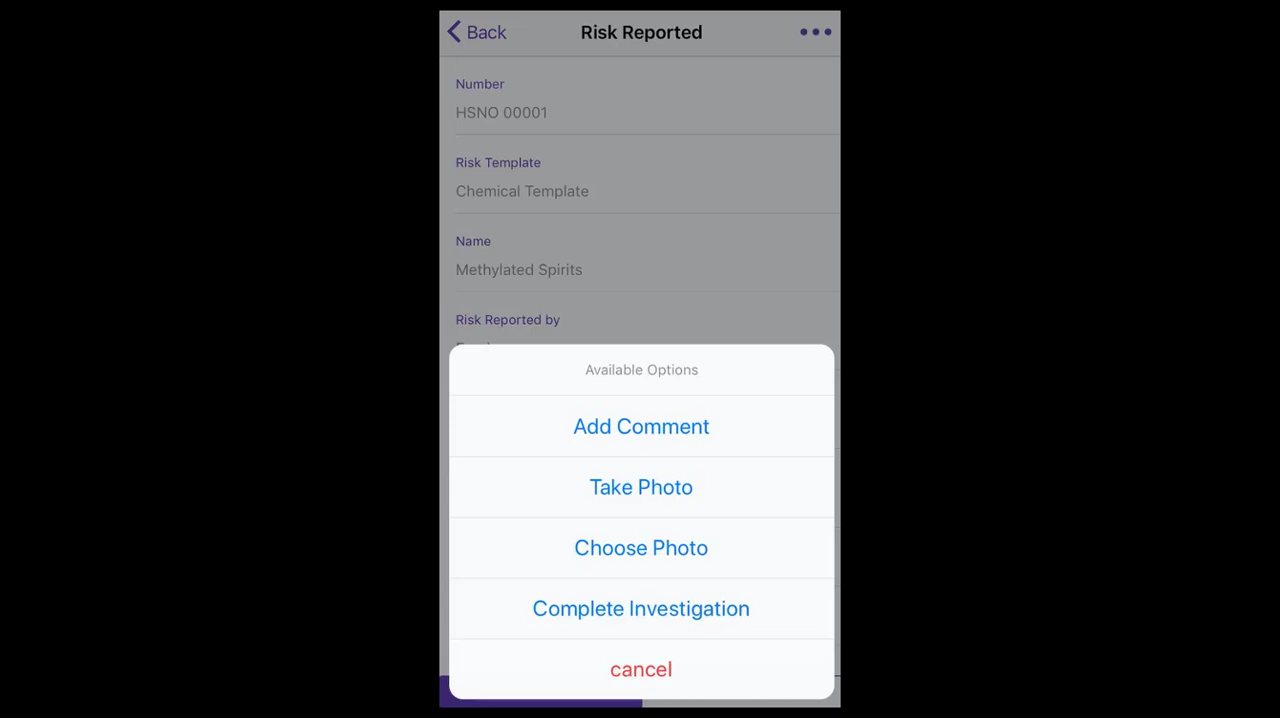 Back
Risk Reported
Number
HSNO 00001
Risk Template
Chemical Template
Name
Methylated Spirits
Risk Reported by
Available Options
Add Comment
Take Photo
Choose Photo
Complete Investigation
cancel